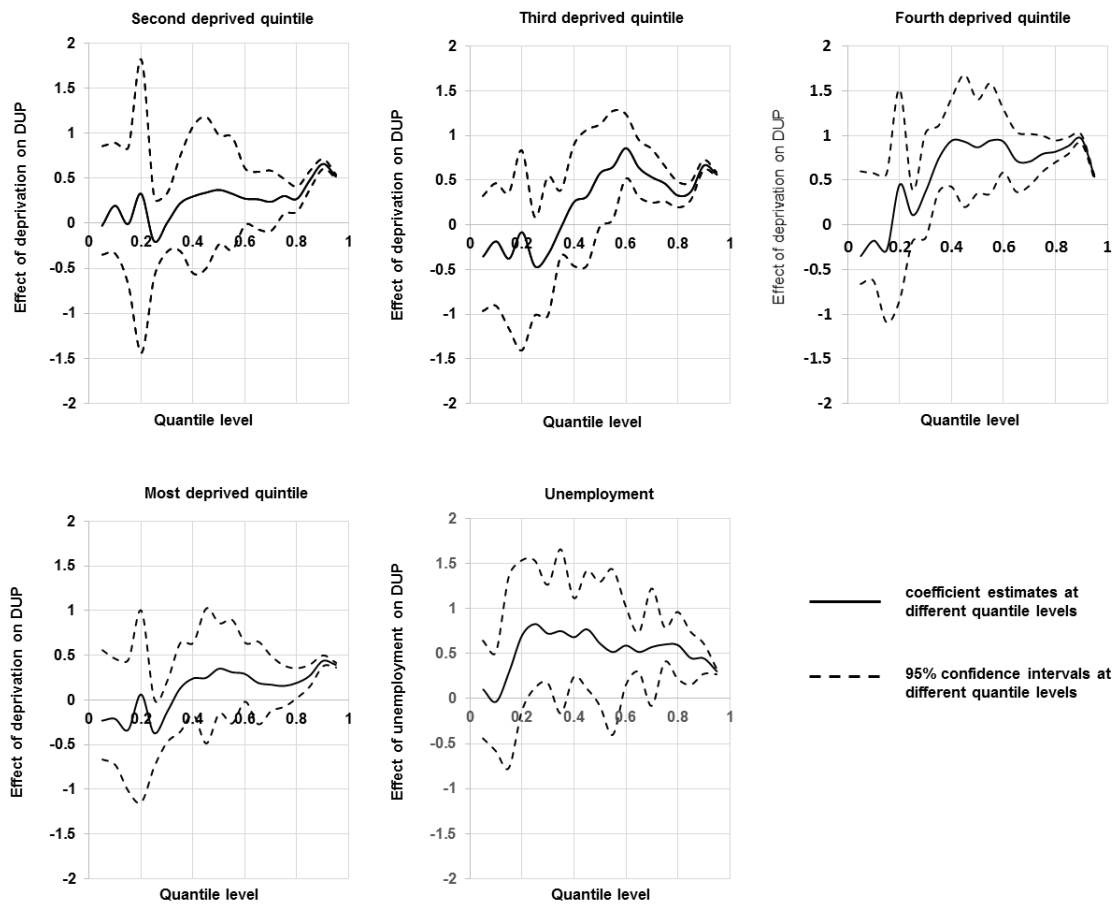 Second deprived quintile
Effect of deprivation on DUP
2
1.5
1
0.5
0
-0.5
-1
-1.5
-2
0 0.2 0.4 0.6 0.8 1
Quantile level
Third deprived quintile
Effect of deprivation on DUP
2
1.5
1
0.5
0
-0.5
-1
-1.5
-2
0 0.2 0.4 0.6 0.8 1
Quantile level
Fourth deprived quintile
Effect of deprivation on DUP
2
1.5
1
0.5
0
-0.5
-1
-1.5
-2
0 0.2 0.4 0.6 0.8 1
Quantile level
Most deprived quintile
Effect of deprivation on DUP
2
1.5
1
0.5
0
-0.5
-1
-1.5
-2
0 0.2 0.4 0.6 0.8 1
Quantile level
Unemployment
Effect of unemployment on DUP
2
1.5
1
0.5
0
-0.5
-1
-1.5
-2
0 0.2 0.4 0.6 0.8 1
Quantile level
coefficient estimates at
different quantile levels
95% confidence intervals at
different quantile levels